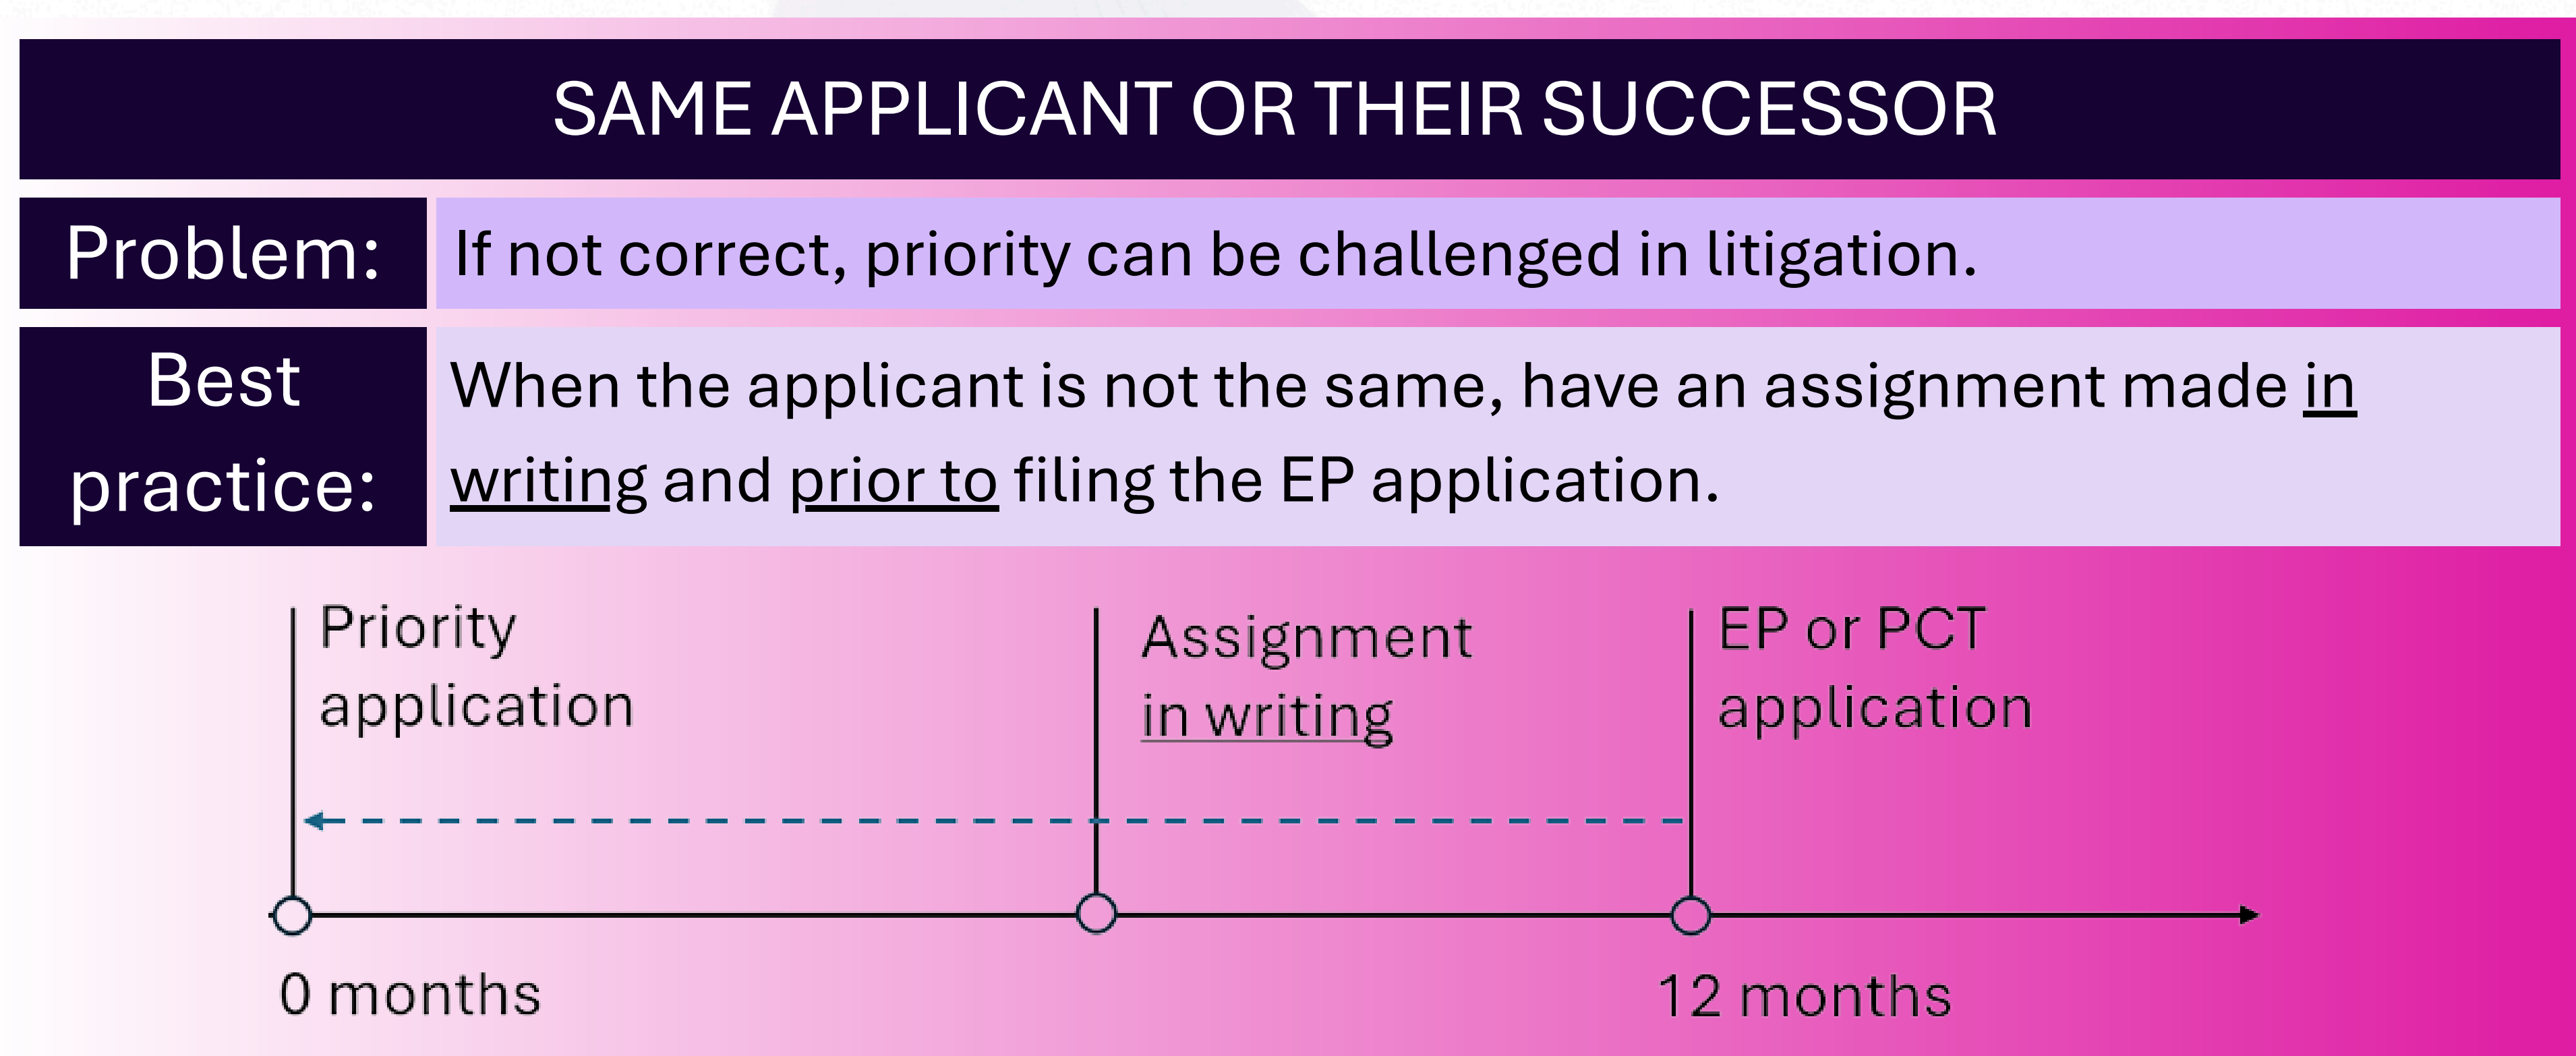 SAME APPLICANT OR THEIR SUCCESSOR
Problem:
If not correct, priority can be challenged in litigation.
Best
practice:
When the applicant is not the same, have an assignment made in
writing and prior to filing the EP application.
Priority
application
Assignment
in writing
EP or PCT
application
0 months
12 months